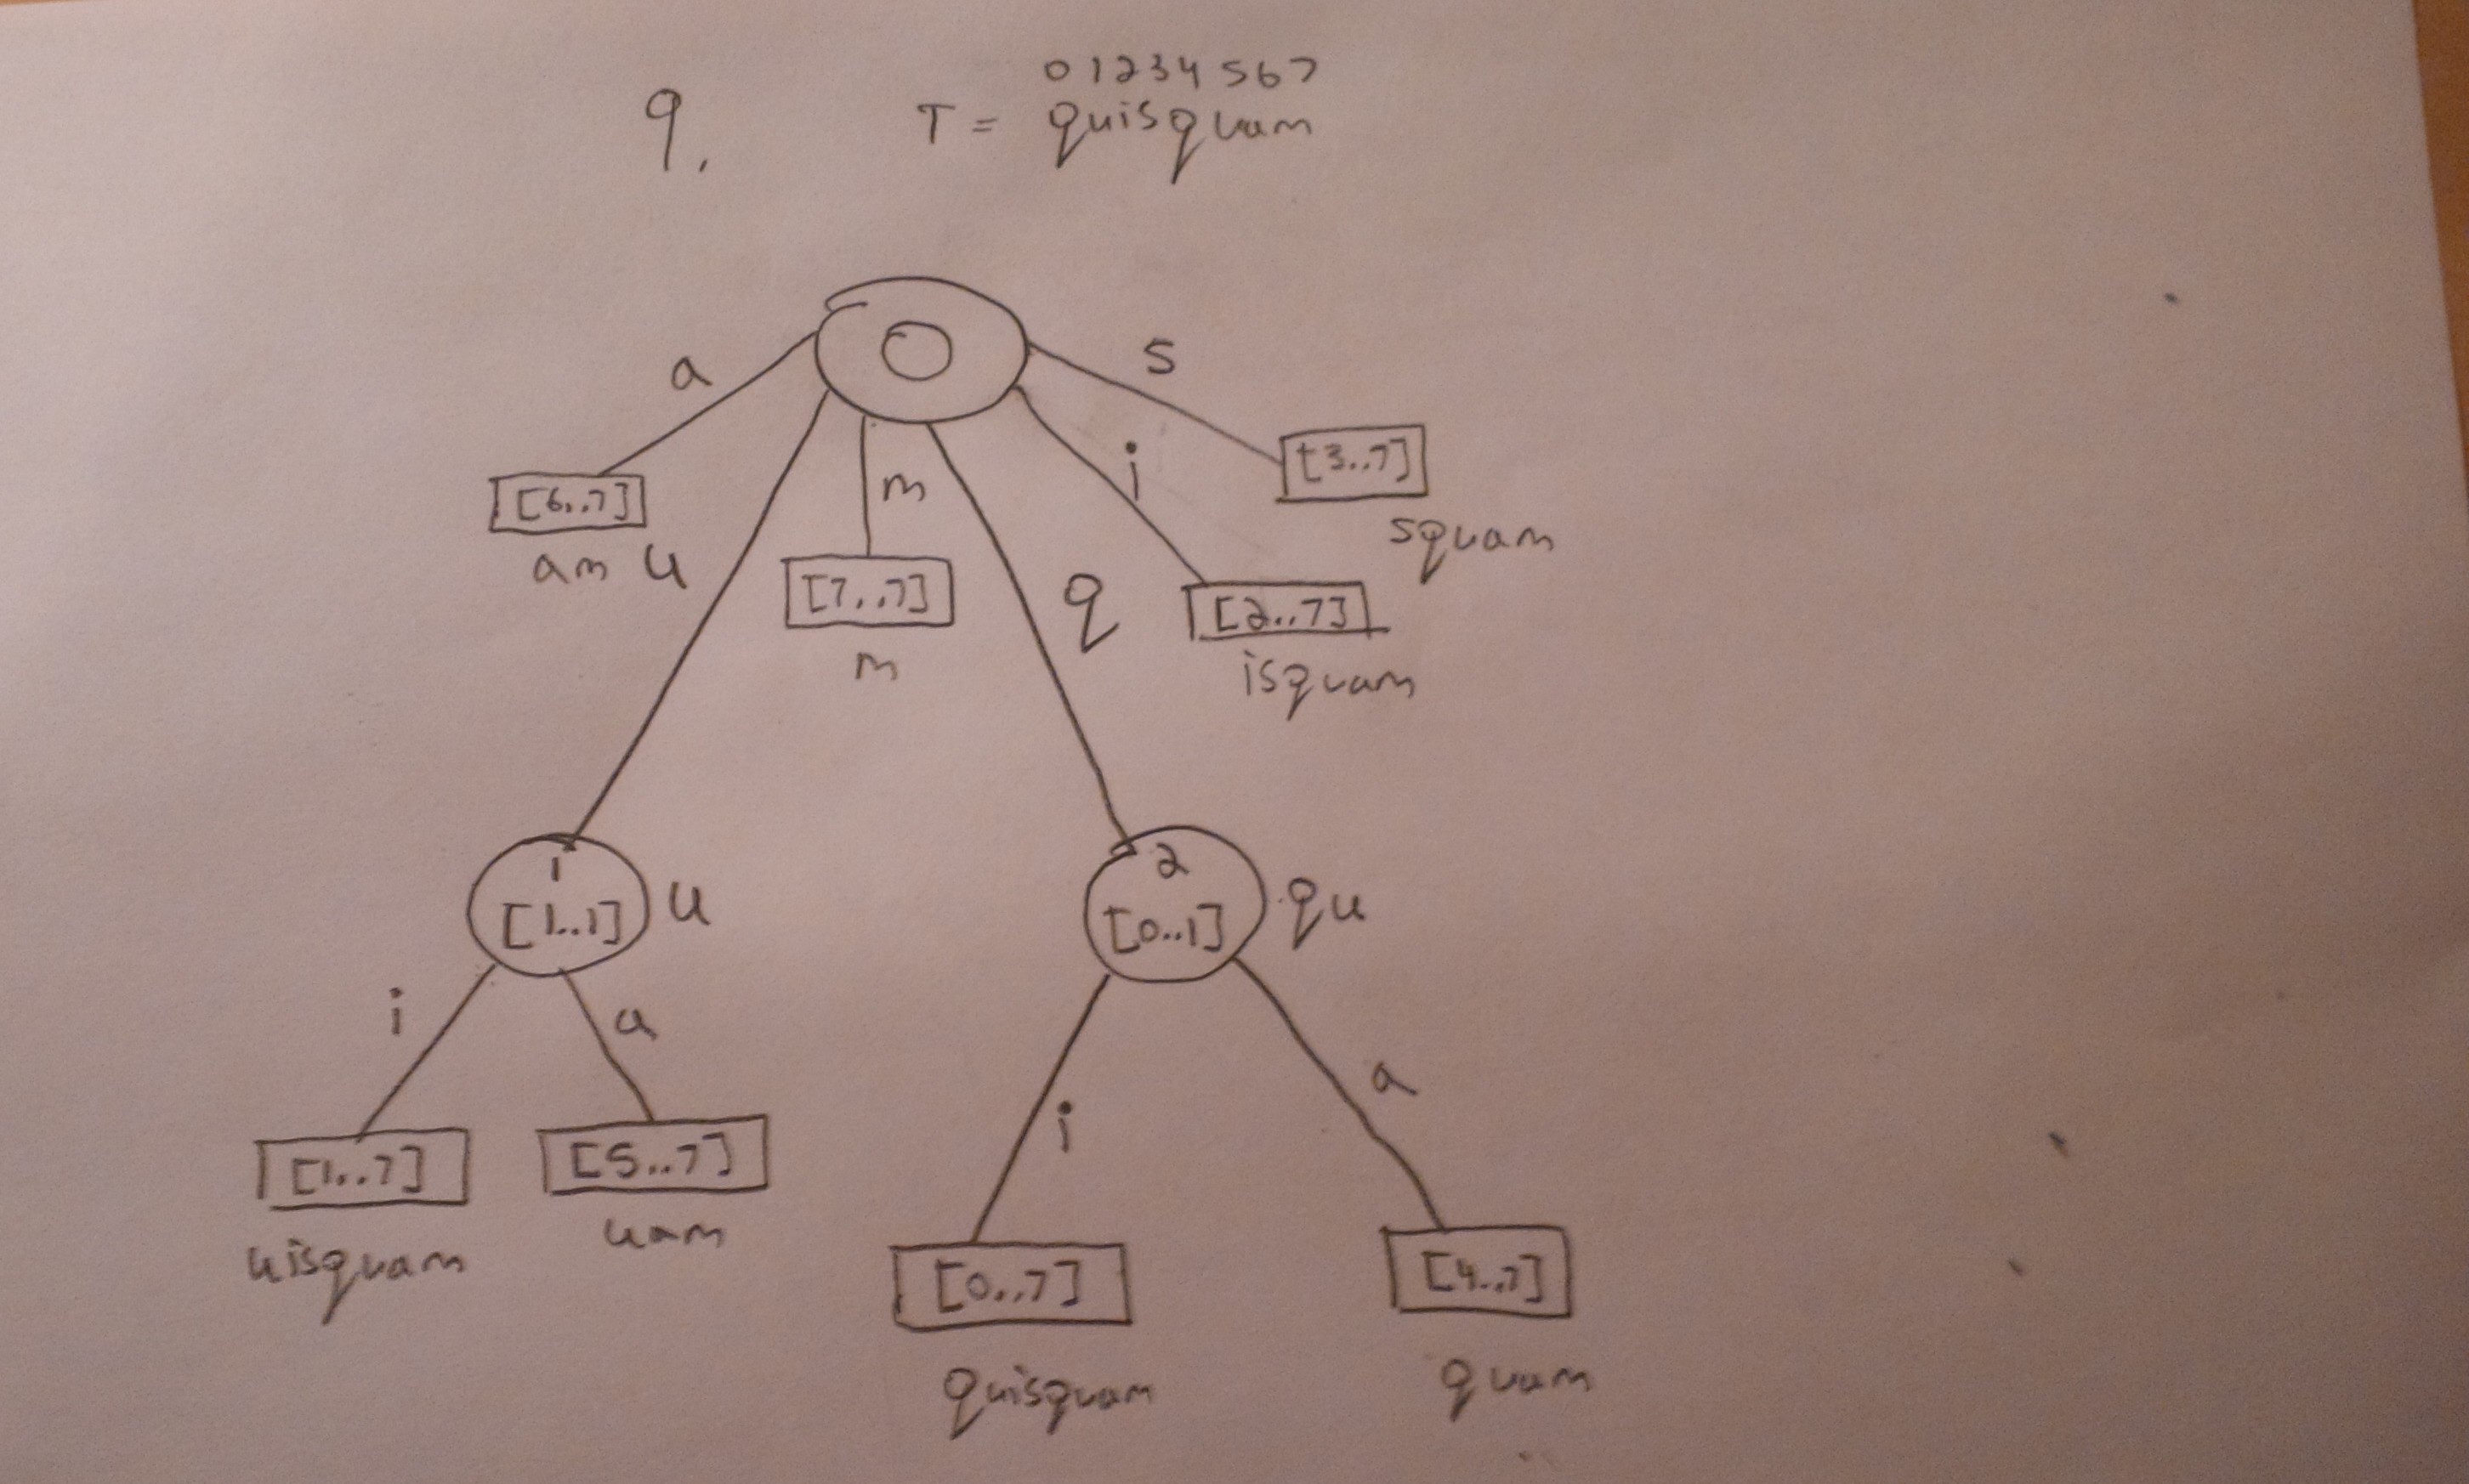 9. T = quisquam
01234567
0
a
s
m
i
[3..7]
[6..7]
squam
am
u
q
[7..7]
[2..7]
m
isquam
1
2
[1..1]
u
[0..1]
qu
i
a
i
a
[1..7]
[5..7]
uisquam
uam
[0..7]
[4..7]
quisquam
quam